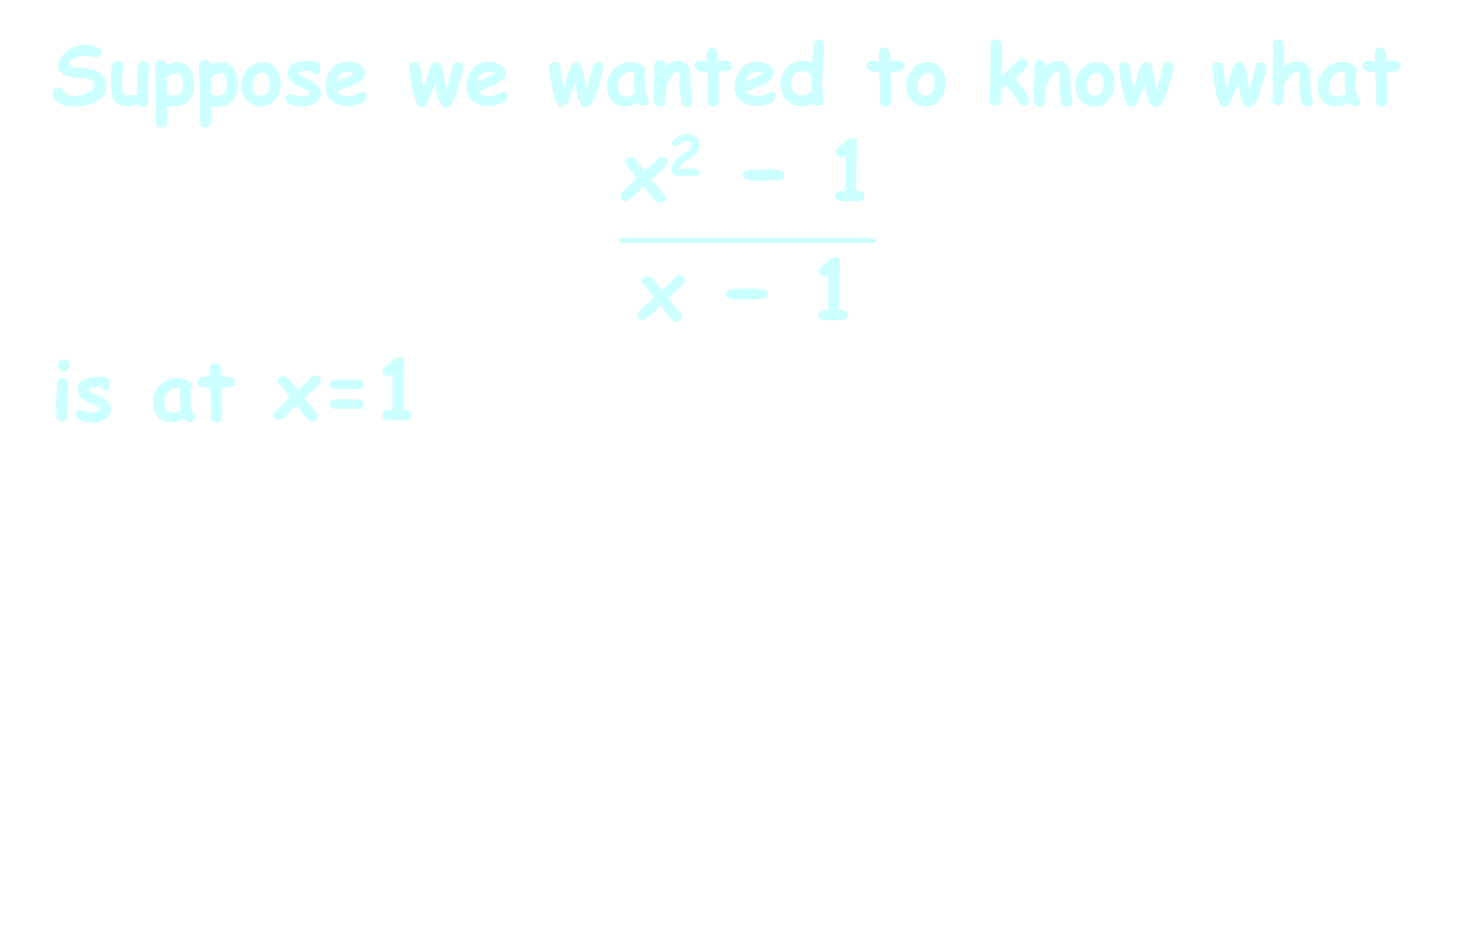 Suppose we wanted to know what
x² - 1
x - 1
is at x=1